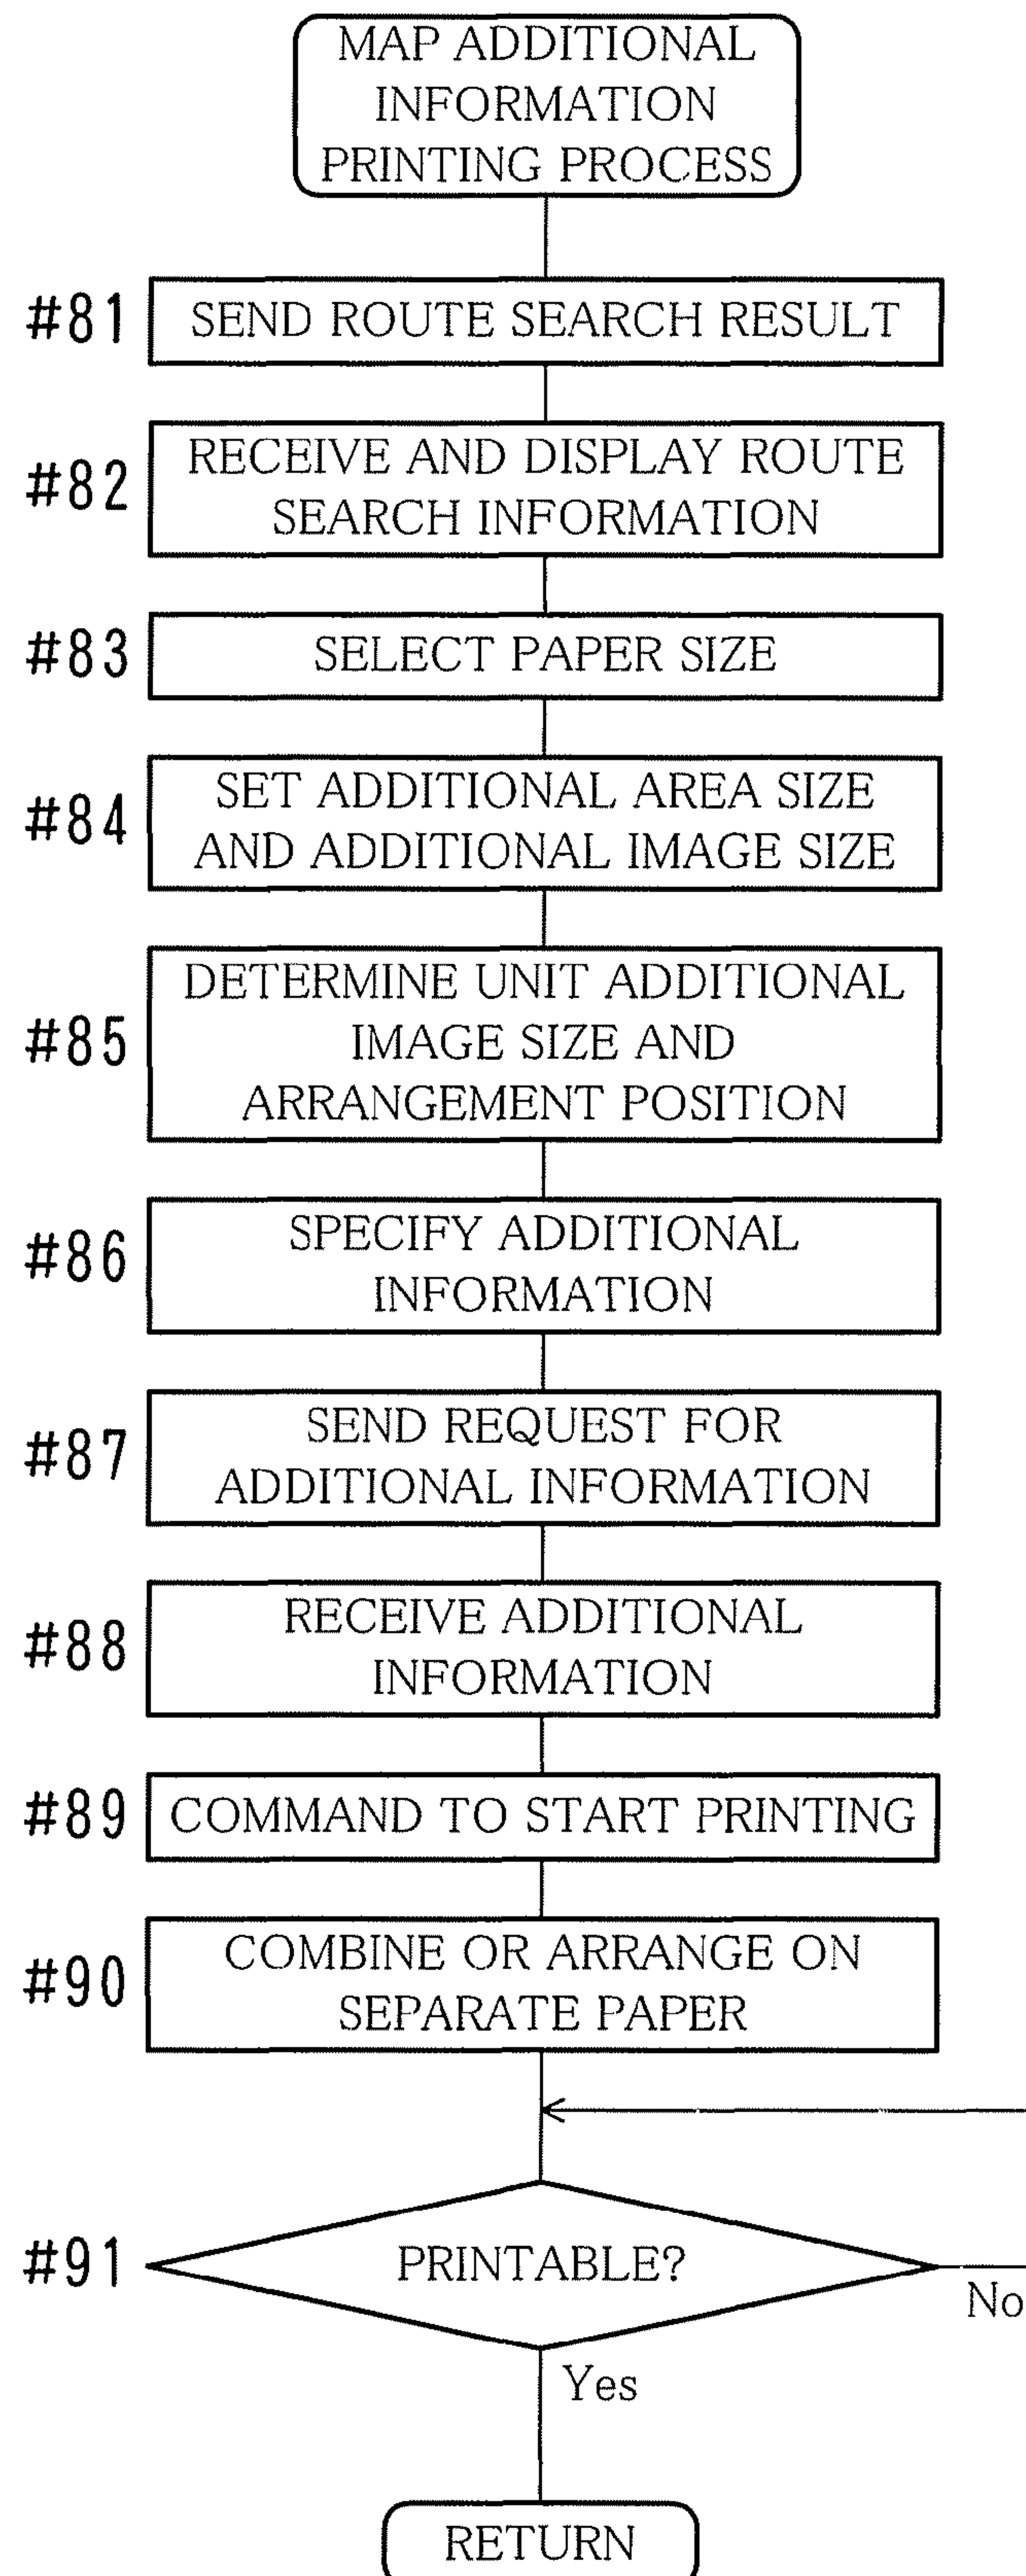 MAP ADDITIONAL
INFORMATION
PRINTING PROCESS
#81
SEND ROUTE SEARCH RESULT
#82
RECEIVE AND DISPLAY ROUTE
SEARCH INFORMATION
#83
SELECT PAPER SIZE
#84
SET ADDITIONAL AREA SIZE
AND ADDITIONAL IMAGE SIZE
#85
DETERMINE UNIT ADDITIONAL
IMAGE SIZE AND
ARRANGEMENT POSITION
#86
SPECIFY ADDITIONAL
INFORMATION
#87
SEND REQUEST FOR
ADDITIONAL INFORMATION
#88
RECEIVE ADDITIONAL
INFORMATION
#89
COMMAND TO START PRINTING
#90
COMBINE OR ARRANGE ON
SEPARATE PAPER
#91
PRINTABLE?
No
Yes
RETURN